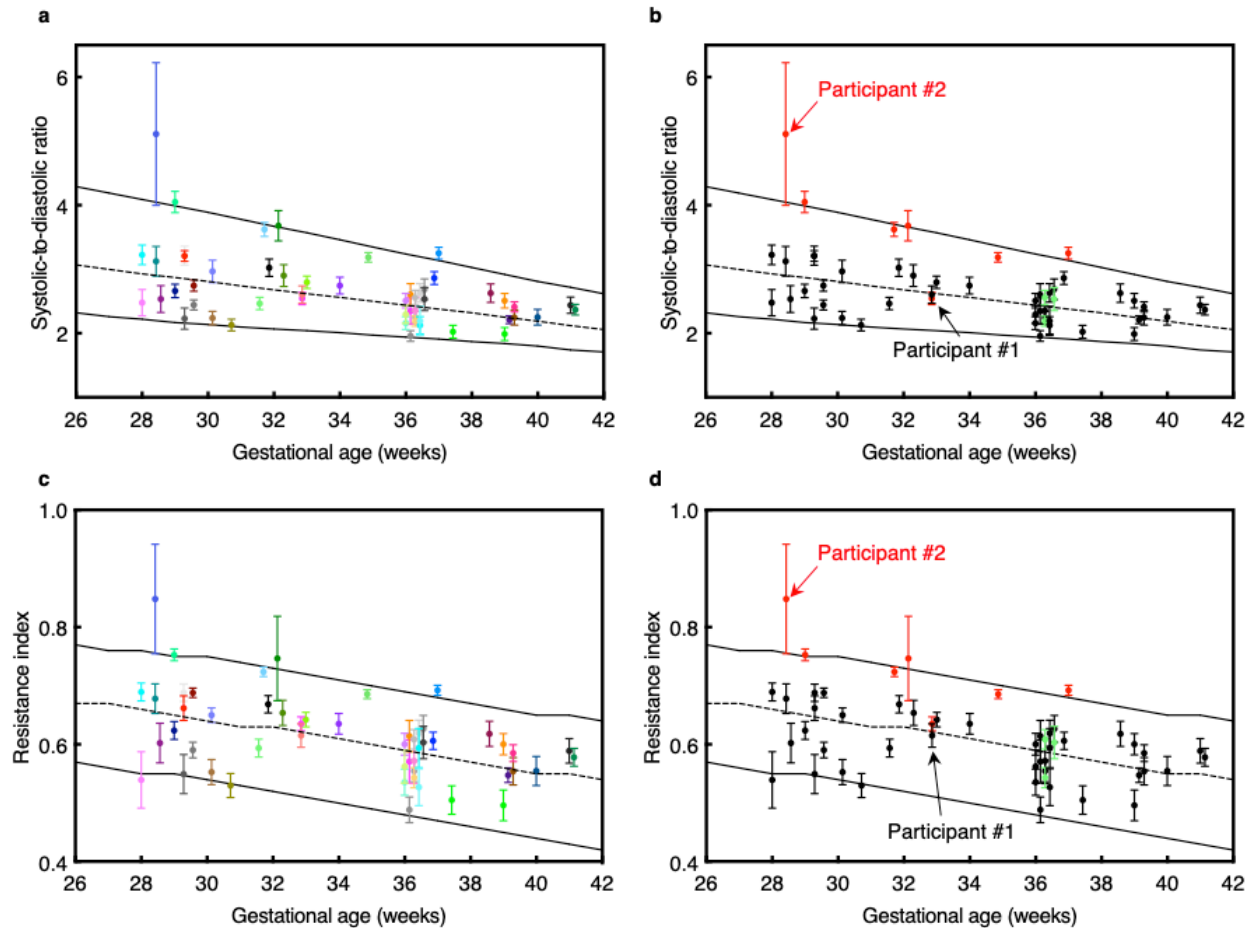 a
b
6
4
2
Systolic-to-diastolic ratio
26 28 30 32 34 36 38 40 42
Gestational age (weeks)
6
4
2
Systolic-to-diastolic ratio
Participant #2
Participant #1
26 28 30 32 34 36 38 40 42
Gestational age (weeks)
c
d
1.0
0.8
0.6
0.4
Resistance index
26 28 30 32 34 36 38 40 42
Gestational age (weeks)
1.0
0.8
0.6
0.4
Resistance index
Participant #2
Participant #1
26 28 30 32 34 36 38 40 42
Gestational age (weeks)